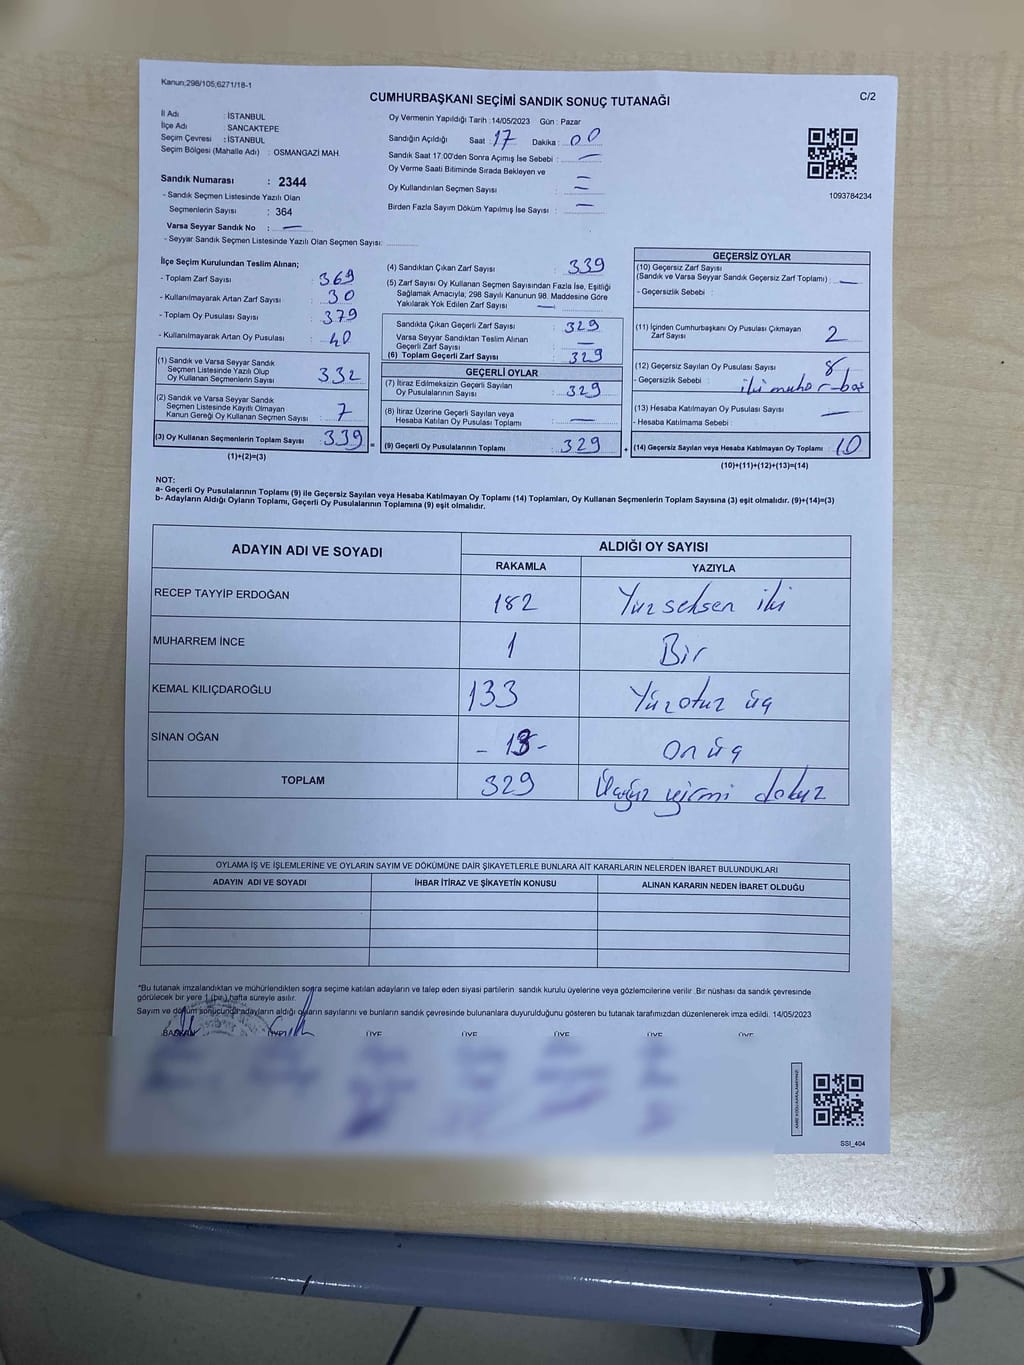 Kanun;298/105;6271/18-1
CUMHURBAŞKANI SEÇİMİ SANDIK SONUÇ TUTANAĞI
C/2
İl Adı : İSTANBUL
İlçe Adı : SANCAKTEPE
Seçim Çevresi : İSTANBUL
Seçim Bölgesi (Mahalle Adı) : OSMANGAZİ MAH.
Sandık Numarası : 2344
- Sandık Seçmen Listesinde Yazılı Olan
Seçmenlerin Sayısı : 364
Varsa Seyyar Sandık No : —
- Seyyar Sandık Seçmen Listesinde Yazılı Olan Seçmen Sayısı:
Oy Vermenin Yapıldığı Tarih :14/05/2023 Gün : Pazar
Sandığın Açıldığı Saat : 17 Dakika : 00
Sandık Saat 17:00'den Sonra Açımış İse Sebebi : —
Oy Verme Saati Bitiminde Sırada Bekleyen ve —
Oy Kullandırılan Seçmen Sayısı : —
Birden Fazla Sayım Döküm Yapılmış İse Sayısı : —
1093784234
İlçe Seçim Kurulundan Teslim Alınan;
- Toplam Zarf Sayısı : 369
- Kullanılmayarak Artan Zarf Sayısı : 30
- Toplam Oy Pusulası Sayısı : 379
- Kullanılmayarak Artan Oy Pusulası : 40
(1) Sandık ve Varsa Seyyar Sandık
Seçmen Listesinde Yazılı Olup
Oy Kullanan Seçmenlerin Sayısı : 332
(2) Sandık ve Varsa Seyyar Sandık
Seçmen Listesinde Kayıtlı Olmayan
Kanun Gereği Oy Kullanan Seçmen Sayısı : 7
(3) Oy Kullanan Seçmenlerin Toplam Sayısı : 339 =
(1)+(2)=(3)
(4) Sandıktan Çıkan Zarf Sayısı : 339
(5) Zarf Sayısı Oy Kullanan Seçmen Sayısından Fazla İse, Eşitliği
Sağlamak Amacıyla; 298 Sayılı Kanunun 98. Maddesine Göre
Yakılarak Yok Edilen Zarf Sayısı : —
Sandıkta Çıkan Geçerli Zarf Sayısı : 329
Varsa Seyyar Sandıktan Teslim Alınan
Geçerli Zarf Sayısı : —
(6) Toplam Geçerli Zarf Sayısı : 329
GEÇERLİ OYLAR
(7) İtiraz Edilmeksizin Geçerli Sayılan
Oy Pusulalarının Sayısı : 329
(8) İtiraz Üzerine Geçerli Sayılan veya
Hesaba Katılan Oy Pusulası Toplamı : —
(9) Geçerli Oy Pusulalarının Toplamı : 329 +
GEÇERSİZ OYLAR
(10) Geçersiz Zarf Sayısı
(Sandık ve Varsa Seyyar Sandık Geçersiz Zarf Toplamı) : —
- Geçersizlik Sebebi :
(11) İçinden Cumhurbaşkanı Oy Pusulası Çıkmayan
Zarf Sayısı : 2
(12) Geçersiz Sayılan Oy Pusulası Sayısı : 8
- Geçersizlik Sebebi : iki
(13) Hesaba Katılmayan Oy Pusulası Sayısı : —
- Hesaba Katılmama Sebebi :
(14) Geçersiz Sayılan veya Hesaba Katılmayan Oy Toplamı : 10
(10)+(11)+(12)+(13)=(14)
NOT:
a- Geçerli Oy Pusulalarının Toplamı (9) ile Geçersiz Sayılan veya Hesaba Katılmayan Oy Toplamı (14) Toplamları, Oy Kullanan Seçmenlerin Toplam Sayısına (3) eşit olmalıdır. (9)+(14)=(3)
b- Adayların Aldığı Oyların Toplamı, Geçerli Oy Pusulalarının Toplamına (9) eşit olmalıdır.
ADAYIN ADI VE SOYADI
ALDIĞI OY SAYISI
RAKAMLA YAZIYLA
RECEP TAYYİP ERDOĞAN 182 Yüzseksen iki
MUHARREM İNCE 1 Bir
KEMAL KILIÇDAROĞLU 133 Yüzotuz üç
SİNAN OĞAN - 13 - on üç
TOPLAM 329 Üçyüz yirmi dokuz
OYLAMA İŞ VE İŞLEMLERİNE VE OYLARIN SAYIM VE DÖKÜMÜNE DAİR ŞİKAYETLERLE BUNLARA AİT KARARLARIN NELERDEN İBARET BULUNDUKLARI
ADAYIN ADI VE SOYADI İHBAR İTİRAZ VE ŞİKAYETİN KONUSU ALINAN KARARIN NEDEN İBARET OLDUĞU
*Bu tutanak imzalandıktan ve mühürlendikten sonra seçime katılan adayların ve talep eden siyasi partilerin sandık kurulu üyelerine veya gözlemcilerine verilir .Bir nüshası da sandık çevresinde
görülecek bir yere 1 (bir) hafta süreyle asılır.
Sayım ve döküm sonucunda adayların aldığı oyların sayılarını ve bunların sandık çevresinde bulunanlara duyurulduğunu gösteren bu tutanak tarafımızdan düzenlenerek imza edildi. 14/05/2023
BAŞKAN ÜYE ÜYE ÜYE ÜYE ÜYE
SSI_404